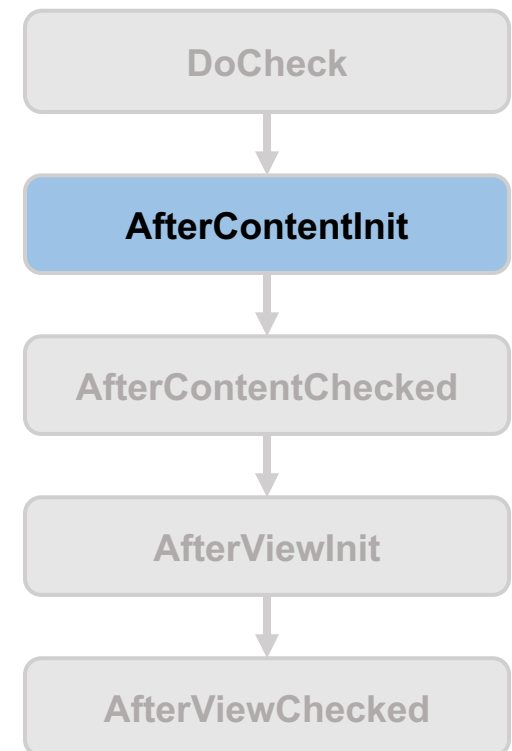 DoCheck
AfterContentInit
AfterContentChecked
AfterViewInit
AfterViewChecked